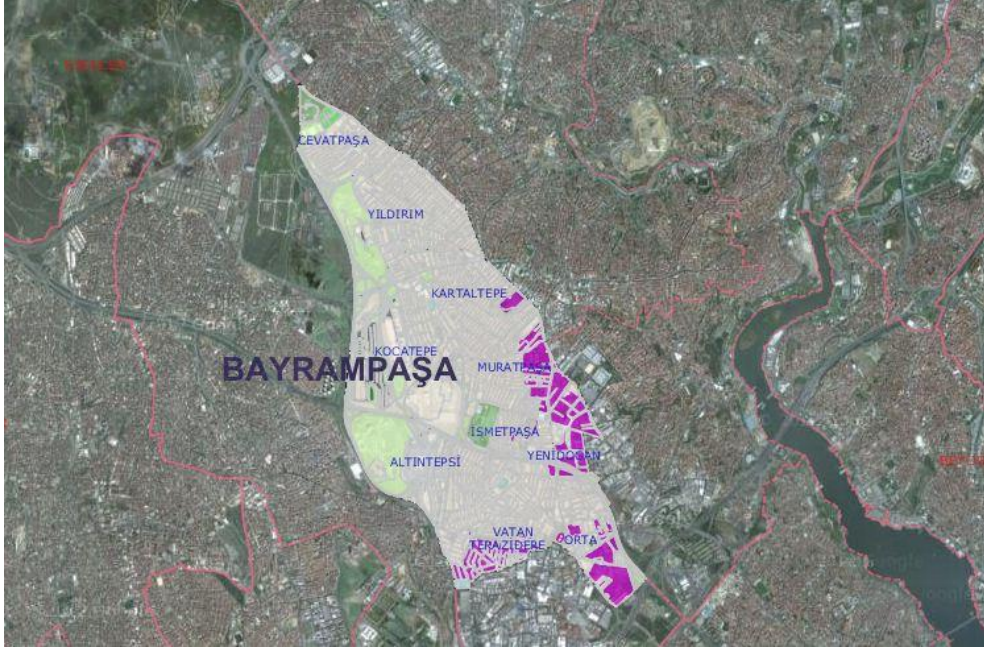 CEVATPAŞA
YILDIRIM
KARTALTEPE
KOCATEPE
BAYRAMPAŞA
MURATPAŞA
İSMETPAŞA
YENİDOĞAN
ALTINTEPSİ
VATAN
TERAZİDERE
ORTA